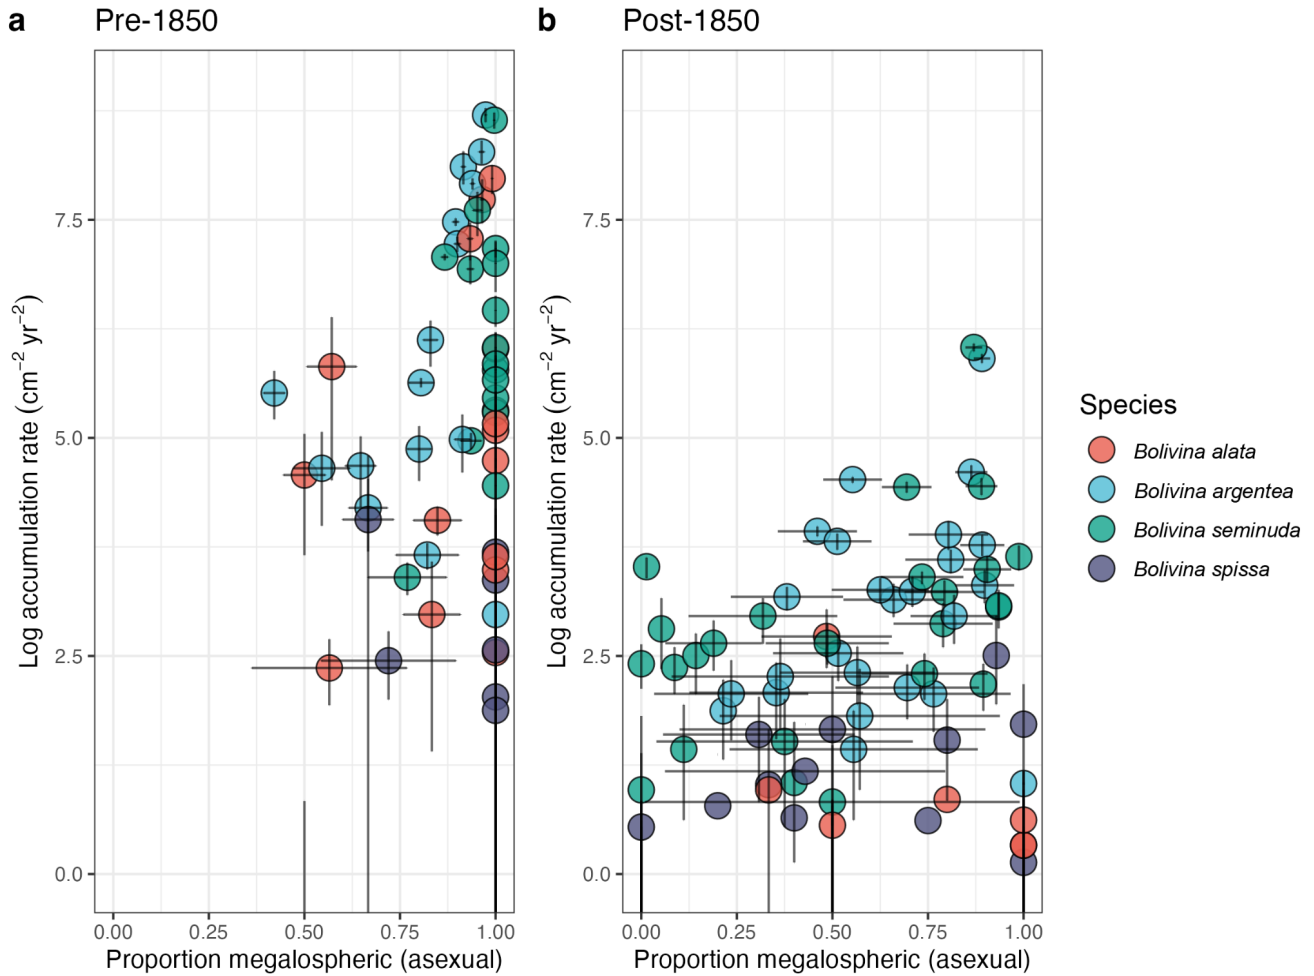 a Pre-1850
b Post-1850
Log accumulation rate (cm⁻² yr⁻²)
7.5
5.0
2.5
0.0
0.00 0.25 0.50 0.75 1.00
Proportion megalospheric (asexual)
Log accumulation rate (cm⁻² yr⁻²)
7.5
5.0
2.5
0.0
0.00 0.25 0.50 0.75 1.00
Proportion megalospheric (asexual)
Species
Bolivina alata
Bolivina argentea
Bolivina seminuda
Bolivina spissa